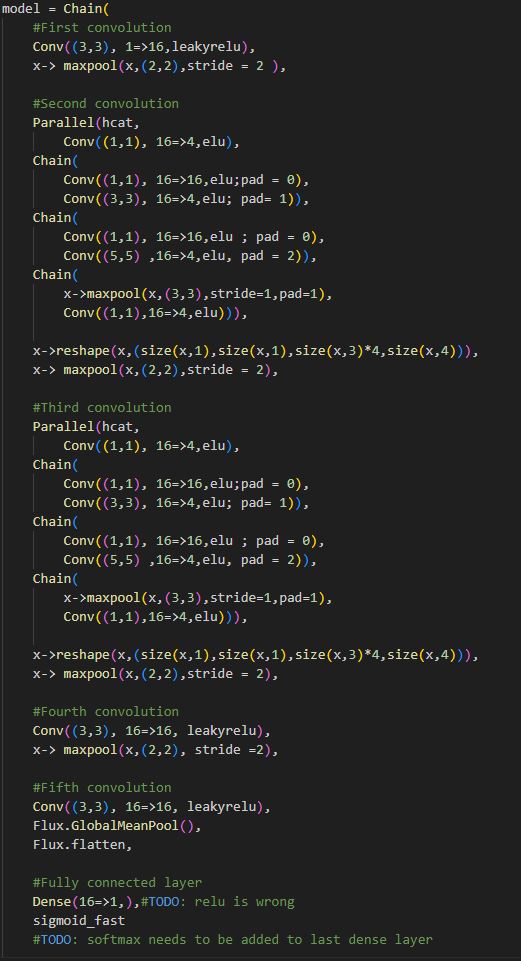 model = Chain(
#First convolution
Conv((3,3), 1=>16,leakyrelu),
x-> maxpool(x,(2,2),stride = 2 ),
#Second convolution
Parallel(hcat,
Conv((1,1), 16=>4,elu),
Chain(
Conv((1,1), 16=>16,elu;pad = 0),
Conv((3,3), 16=>4,elu; pad= 1)),
Chain(
Conv((1,1), 16=>16,elu ; pad = 0),
Conv((5,5) ,16=>4,elu, pad = 2)),
Chain(
x->maxpool(x,(3,3),stride=1,pad=1),
Conv((1,1),16=>4,elu))),
x->reshape(x,(size(x,1),size(x,1),size(x,3)*4,size(x,4))),
x-> maxpool(x,(2,2),stride = 2),
#Third convolution
Parallel(hcat,
Conv((1,1), 16=>4,elu),
Chain(
Conv((1,1), 16=>16,elu;pad = 0),
Conv((3,3), 16=>4,elu; pad= 1)),
Chain(
Conv((1,1), 16=>16,elu ; pad = 0),
Conv((5,5) ,16=>4,elu, pad = 2)),
Chain(
x->maxpool(x,(3,3),stride=1,pad=1),
Conv((1,1),16=>4,elu))),
x->reshape(x,(size(x,1),size(x,1),size(x,3)*4,size(x,4))),
x-> maxpool(x,(2,2),stride = 2),
#Fourth convolution
Conv((3,3), 16=>16, leakyrelu),
x-> maxpool(x,(2,2), stride =2),
#Fifth convolution
Conv((3,3), 16=>16, leakyrelu),
Flux.GlobalMeanPool(),
Flux.flatten,
#Fully connected layer
Dense(16=>1,),#TODO: relu is wrong
sigmoid_fast
#TODO: softmax needs to be added to last dense layer